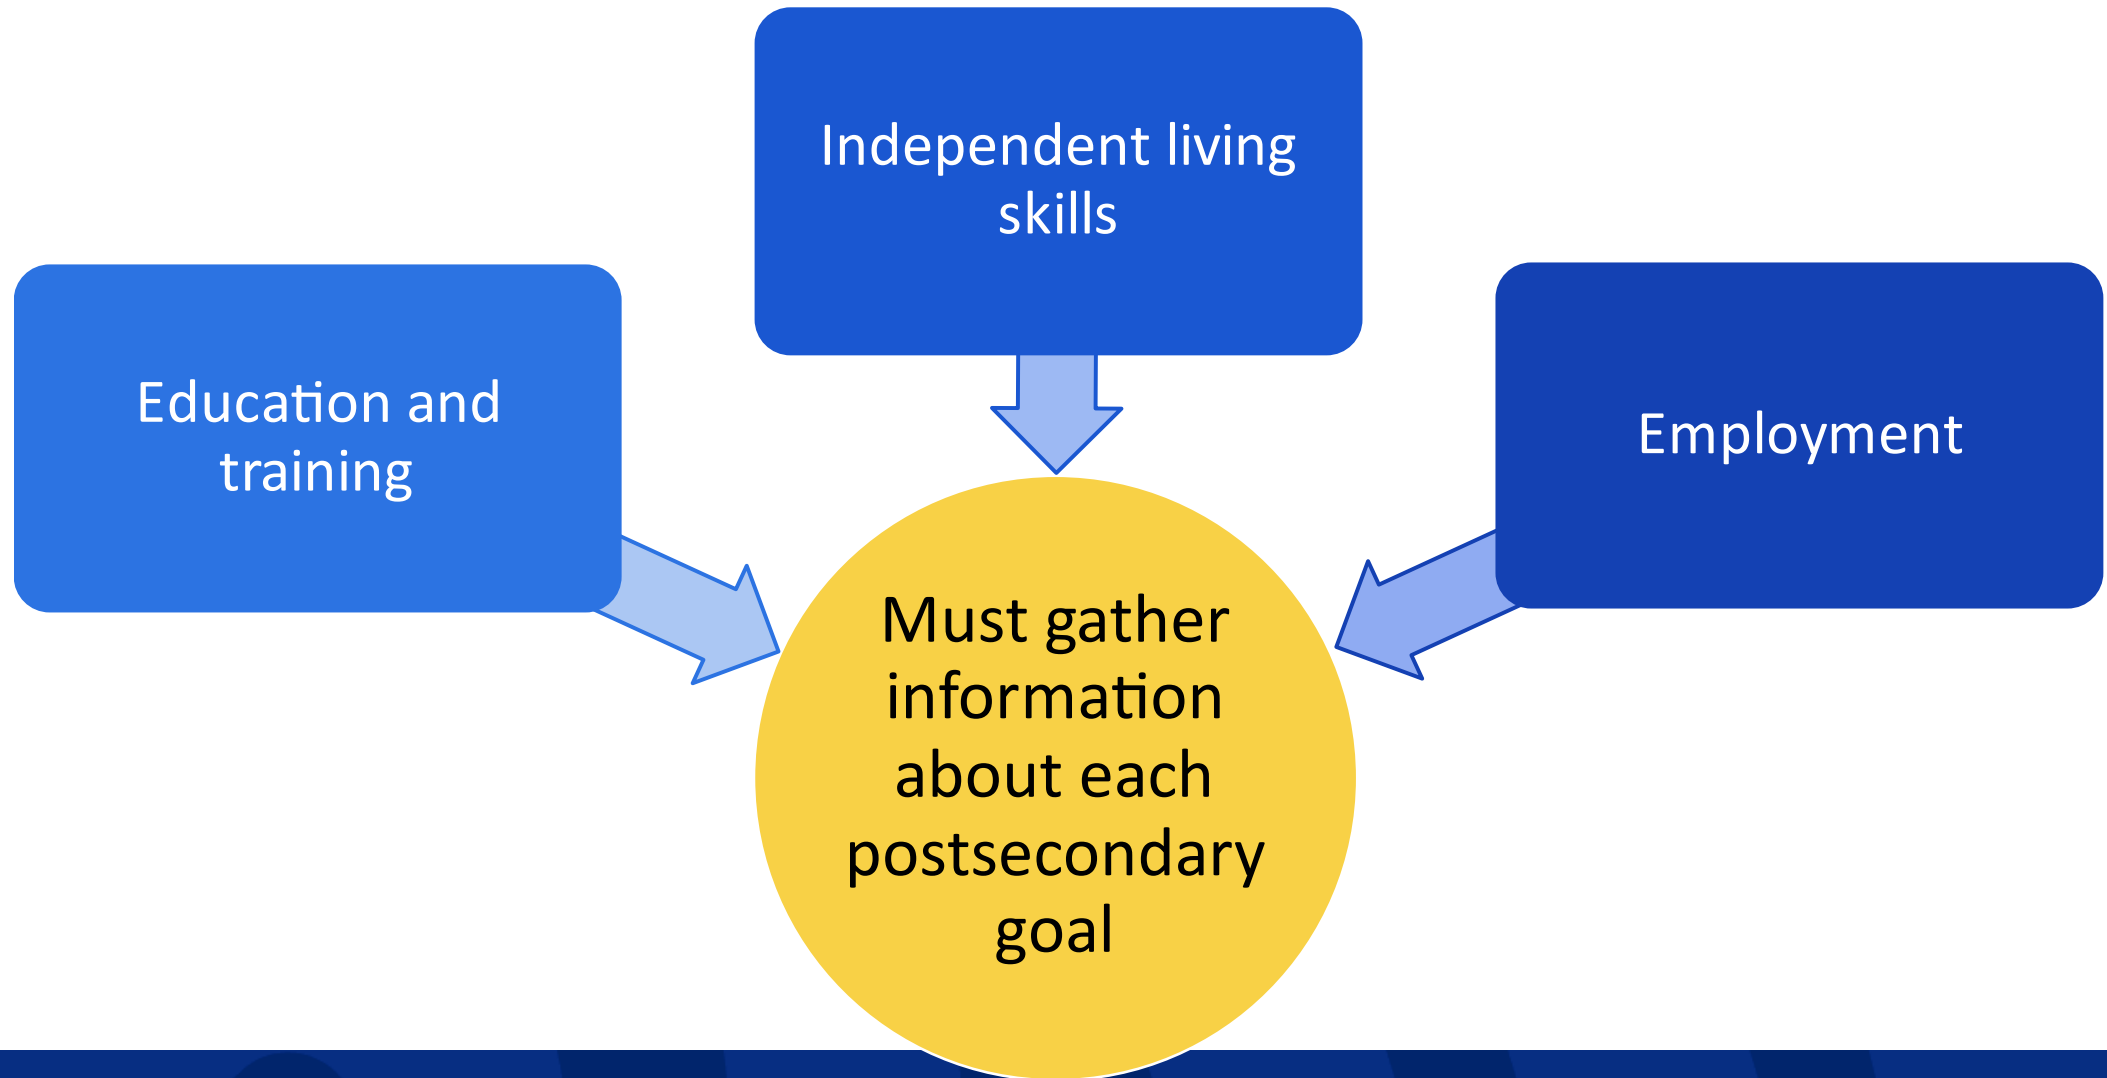 Independent living
skills
Education and
training
Employment
Must gather
information
about each
postsecondary
goal